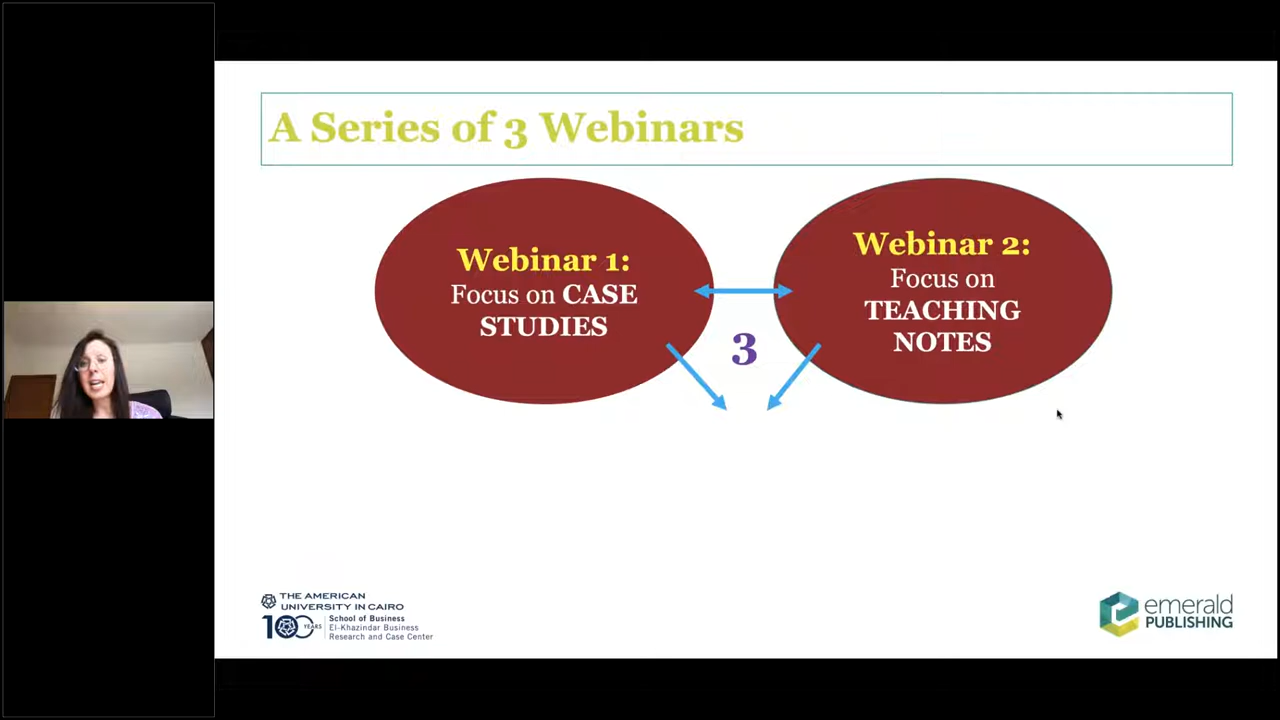 A Series of 3 Webinars
Webinar 1:
Focus on CASE
STUDIES
Webinar 2:
Focus on
TEACHING
NOTES
3
THE AMERICAN
UNIVERSITY IN CAIRO
100 YEARS
School of Business
El-Khazindar Business
Research and Case Center
emerald
PUBLISHING